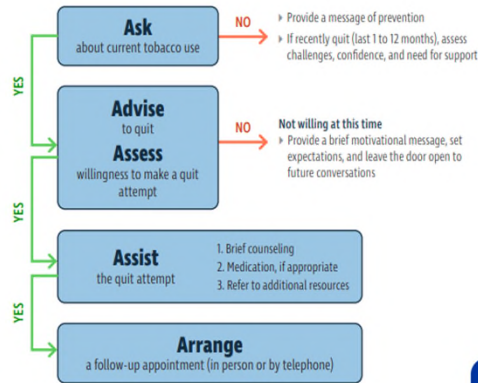 Ask
about current tobacco use
NO
▸ Provide a message of prevention
▸ If recently quit (last 1 to 12 months), assess
challenges, confidence, and need for support
YES
Advise
to quit
Assess
willingness to make a quit
attempt
NO
Not willing at this time
▸ Provide a brief motivational message, set
expectations, and leave the door open to
future conversations
YES
Assist
the quit attempt
1. Brief counseling
2. Medication, if appropriate
3. Refer to additional resources
YES
Arrange
a follow-up appointment (in person or by telephone)